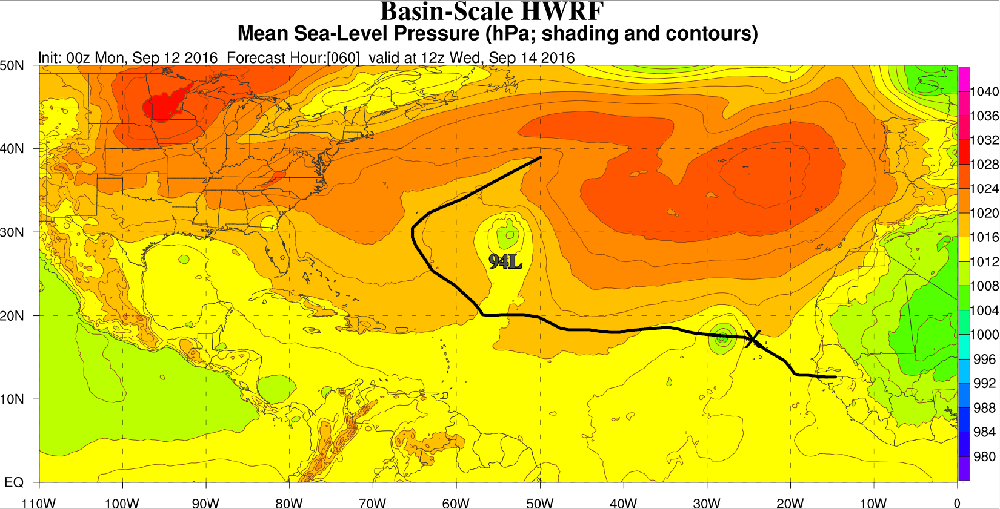 Basin-Scale HWRF
Mean Sea-Level Pressure (hPa; shading and contours)
Init: 00z Mon, Sep 12 2016 Forecast Hour:[060] valid at 12z Wed, Sep 14 2016
50N
40N
30N
20N
10N
EQ
94L
X
1040
1036
1032
1028
1024
1020
1016
1012
1008
1004
1000
996
992
988
984
980
110W 100W 90W 80W 70W 60W 50W 40W 30W 20W 10W 0